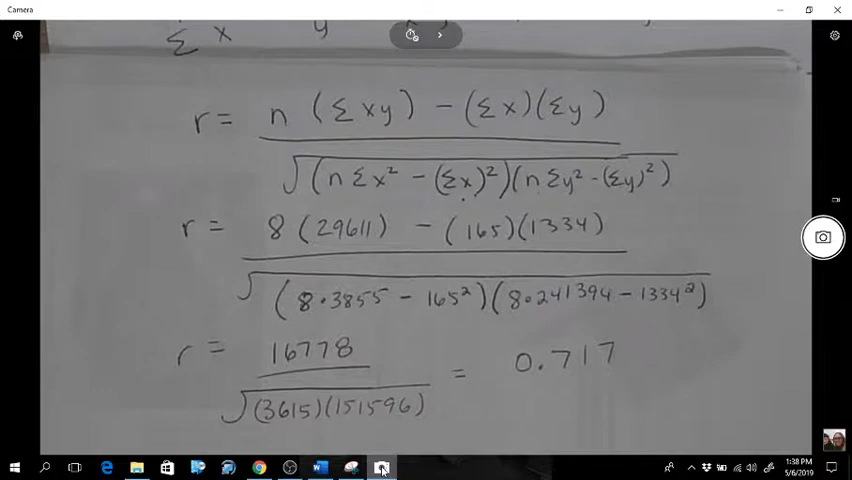 Camera
Σ x y
r = n (Σxy) - (Σx)(Σy)
√(nΣx² - (Σx)²)(nΣy² - (Σy)²)
r = 8 (29611) - (165)(1334)
√(8·3855 - 165²)(8·241394 - 1334²)
r = 16778 = 0.717
√(3615)(151596)
1:38 PM
5/6/2019